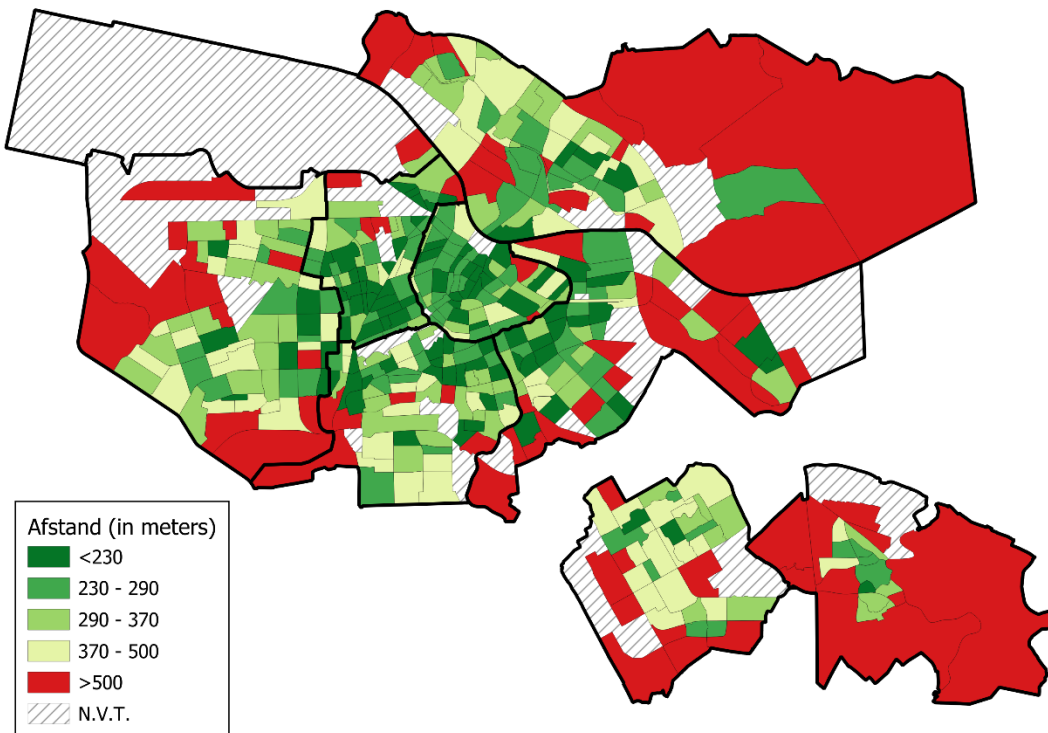 Afstand (in meters)
<230
230 - 290
290 - 370
370 - 500
>500
N.V.T.